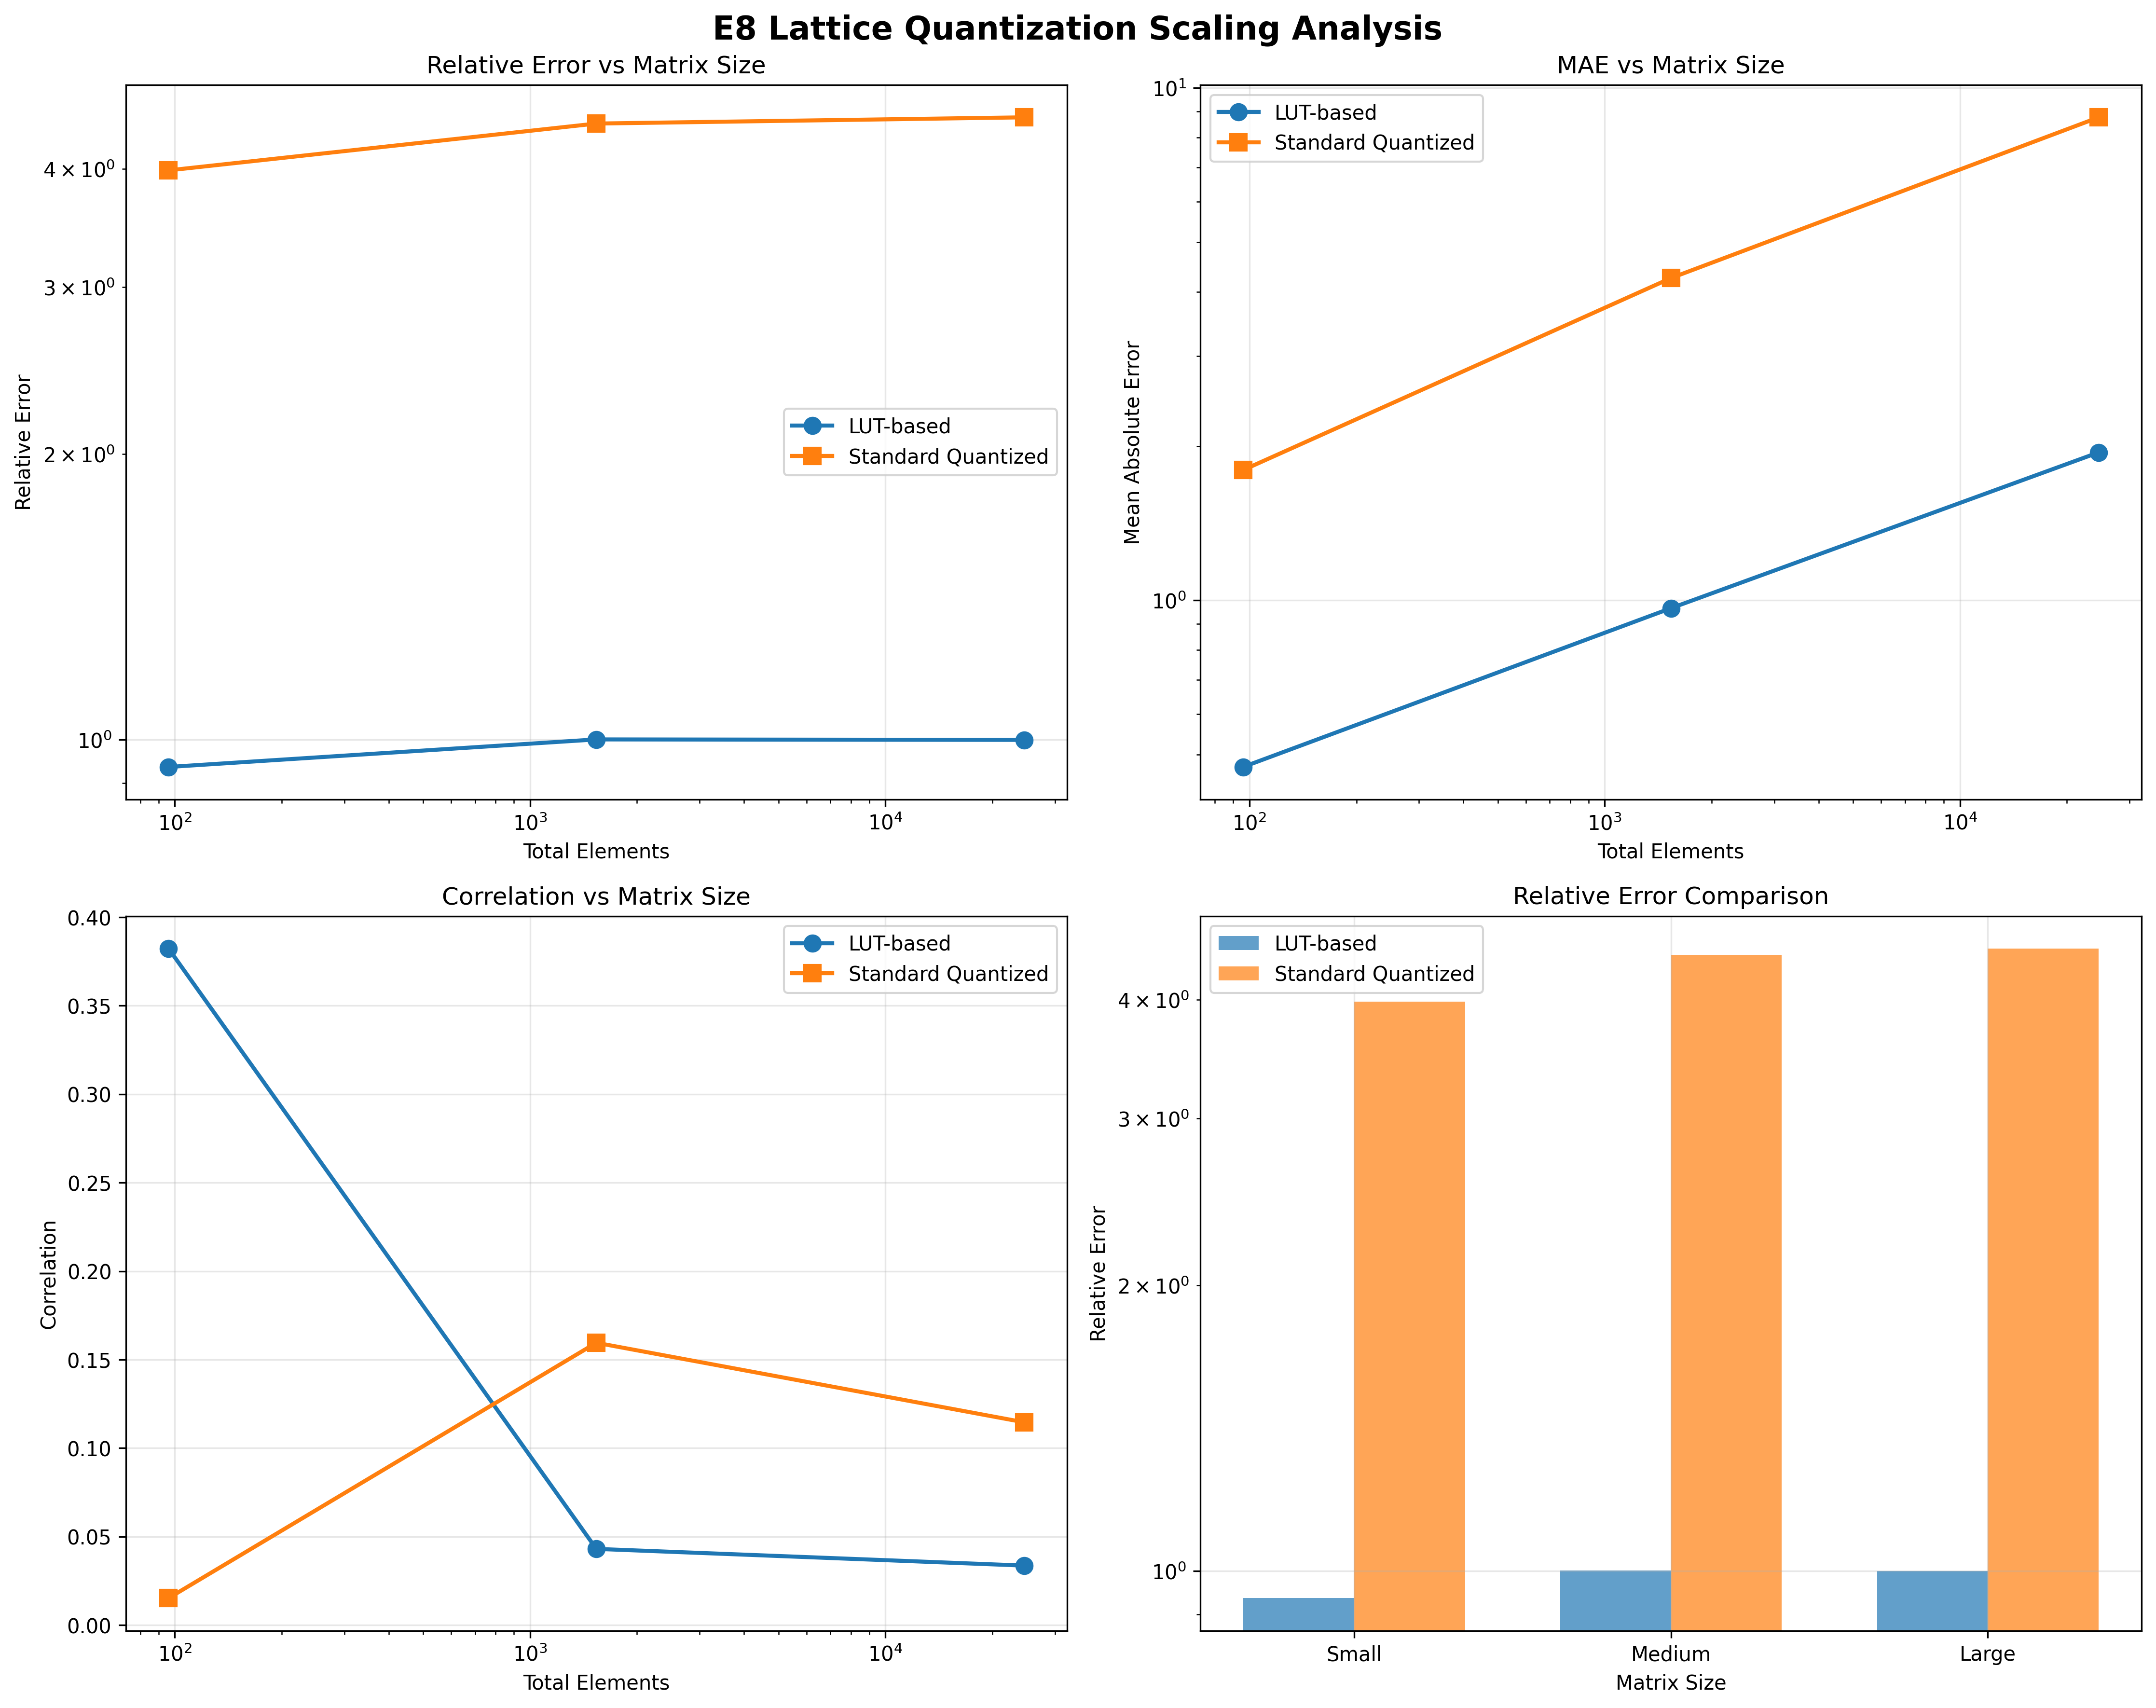 E8 Lattice Quantization Scaling Analysis
Relative Error vs Matrix Size
4 × 10⁰
3 × 10⁰
2 × 10⁰
10⁰
Relative Error
LUT-based
Standard Quantized
10² 10³ 10⁴
Total Elements
MAE vs Matrix Size
10¹
10⁰
Mean Absolute Error
LUT-based
Standard Quantized
10² 10³ 10⁴
Total Elements
Correlation vs Matrix Size
0.40
0.35
0.30
0.25
0.20
0.15
0.10
0.05
0.00
Correlation
LUT-based
Standard Quantized
10² 10³ 10⁴
Total Elements
Relative Error Comparison
4 × 10⁰
3 × 10⁰
2 × 10⁰
10⁰
Relative Error
LUT-based
Standard Quantized
Small Medium Large
Matrix Size